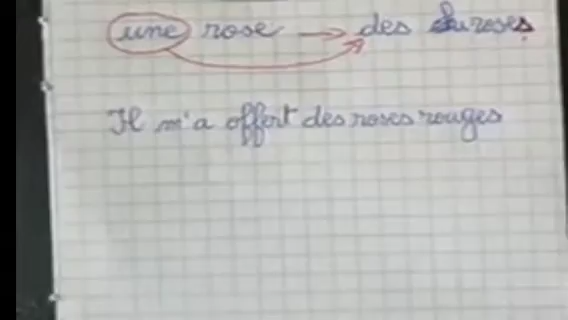 une rose → des roses
Il m'a offert des roses rouges